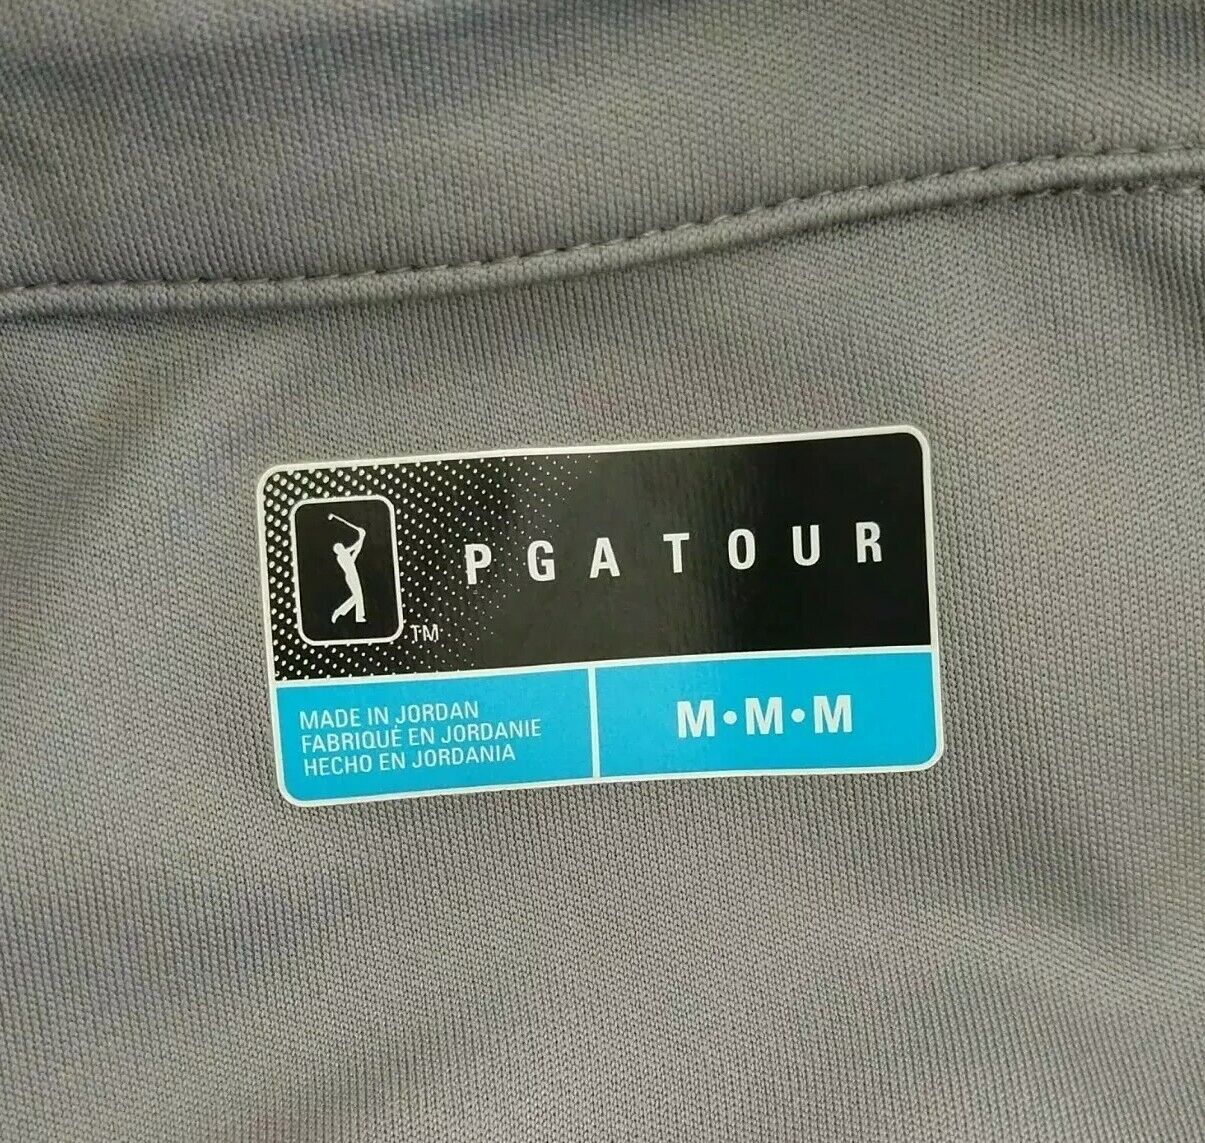 PGA TOUR
TM
MADE IN JORDAN
FABRIQUÉ EN JORDANIE
HECHO EN JORDANIA
M•M•M